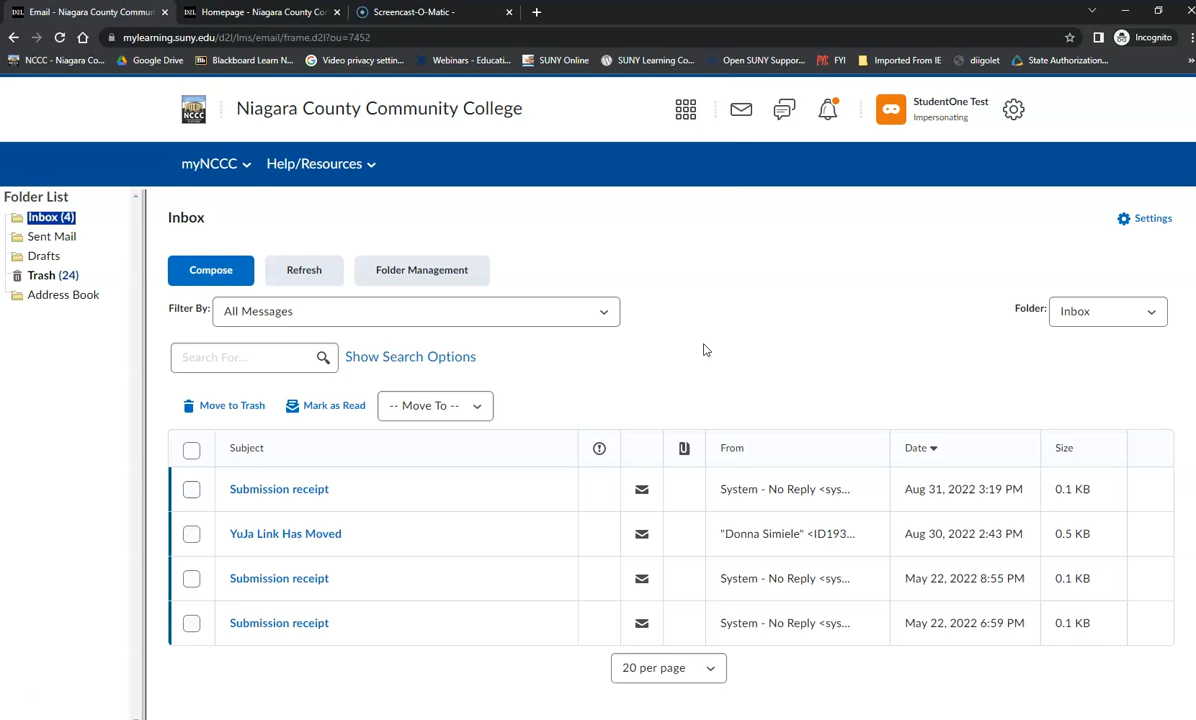 D2L Email - Niagara County Commun
D2L Homepage - Niagara County Co
Screencast-O-Matic -
mylearning.suny.edu/d2l/lms/email/frame.d2l?ou=7452
Incognito
NCCC - Niagara Co...
Google Drive
Bb Blackboard Learn N...
Video privacy settin...
Webinars - Educati...
SUNY Online
SUNY Learning Co...
Open SUNY Suppor...
FYI
Imported From IE
diigolet
State Authorization...
NCCC
Niagara County Community College
StudentOne Test
Impersonating
myNCCC
Help/Resources
Folder List
Inbox (4)
Sent Mail
Drafts
Trash (24)
Address Book
Inbox
Settings
Compose
Refresh
Folder Management
Filter By: All Messages
Folder: Inbox
Search For...
Show Search Options
Move to Trash
Mark as Read
-- Move To --
Subject From Date Size
Submission receipt System - No Reply <sys... Aug 31, 2022 3:19 PM 0.1 KB
YuJa Link Has Moved "Donna Simiele" <ID193... Aug 30, 2022 2:43 PM 0.5 KB
Submission receipt System - No Reply <sys... May 22, 2022 8:55 PM 0.1 KB
Submission receipt System - No Reply <sys... May 22, 2022 6:59 PM 0.1 KB
20 per page